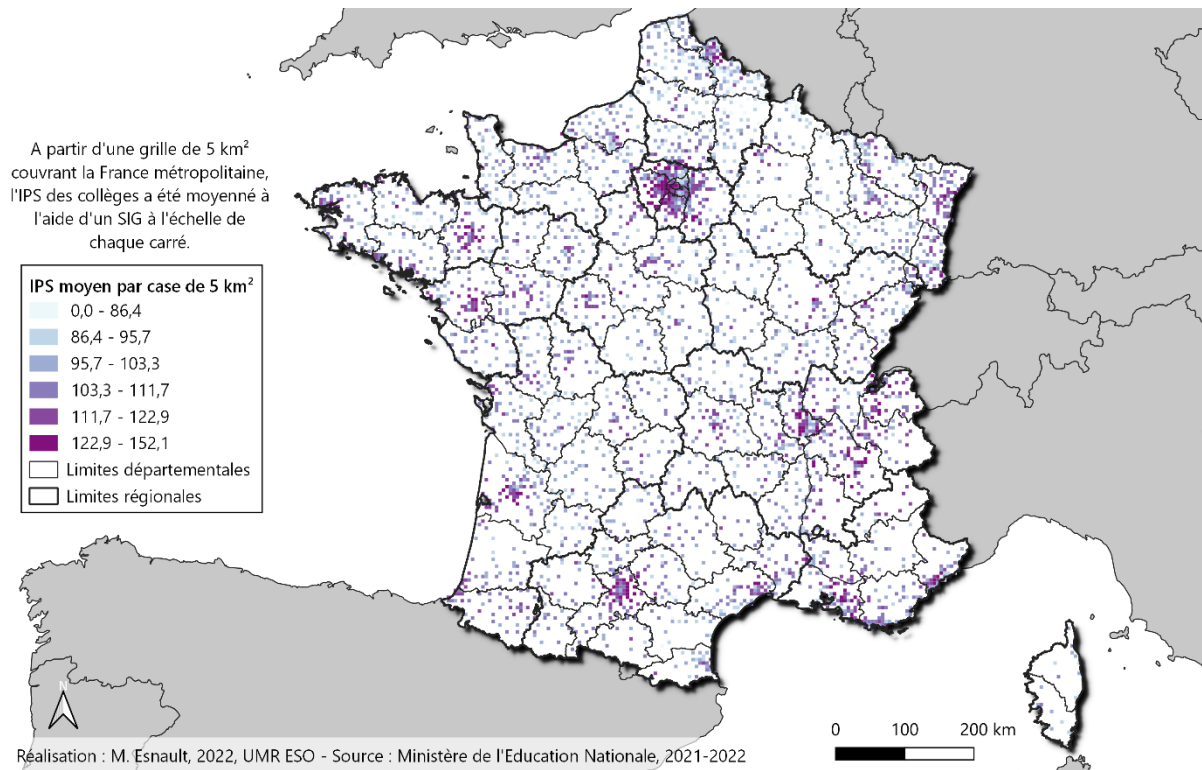 A partir d'une grille de 5 km²
couvrant la France métropolitaine,
l'IPS des collèges a été moyenné à
l'aide d'un SIG à l'échelle de
chaque carré.
IPS moyen par case de 5 km²
0,0 - 86,4
86,4 - 95,7
95,7 - 103,3
103,3 - 111,7
111,7 - 122,9
122,9 - 152,1
Limites départementales
Limites régionales
N
0 100 200 km
Réalisation : M. Esnault, 2022, UMR ESO - Source : Ministère de l'Education Nationale, 2021-2022